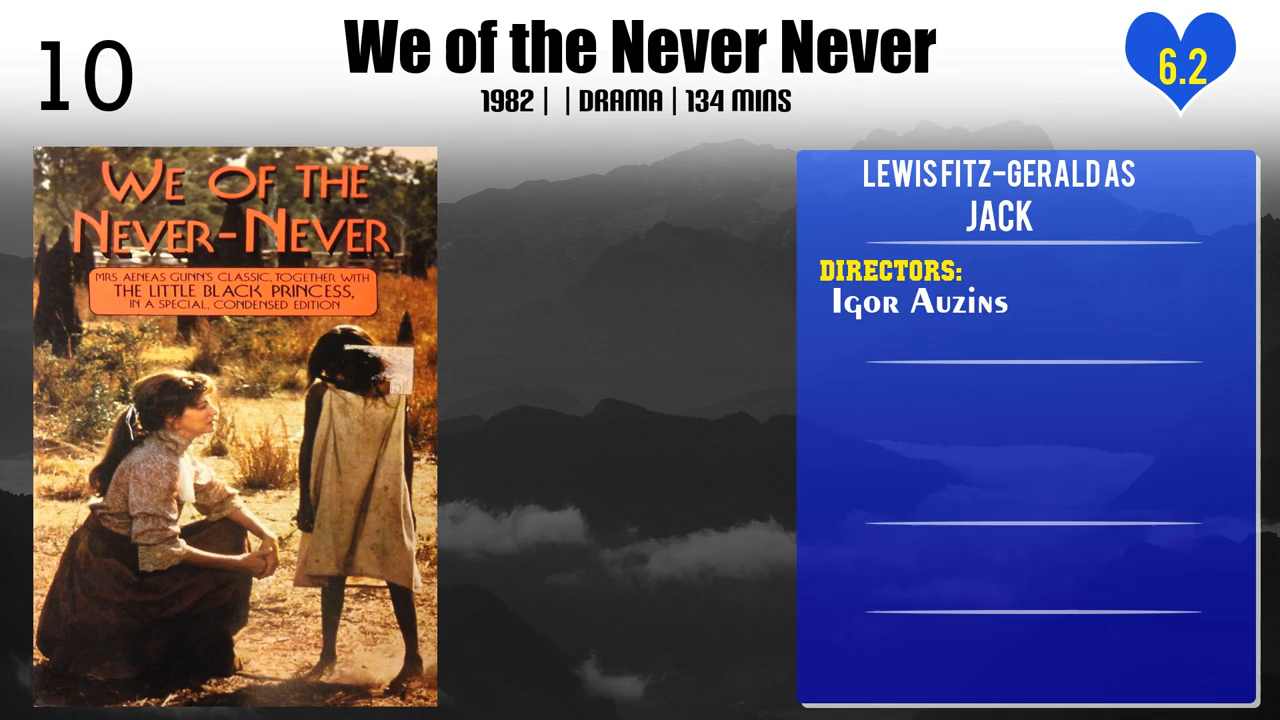 10
We of the Never Never
1982 | | DRAMA | 134 MINS
6.2
WE OF THE
NEVER-NEVER
MRS AENEAS GUNN'S CLASSIC, TOGETHER WITH
THE LITTLE BLACK PRINCESS,
IN A SPECIAL, CONDENSED EDITION
LEWIS FITZ-GERALD AS
JACK
DIRECTORS:
Igor Auzins